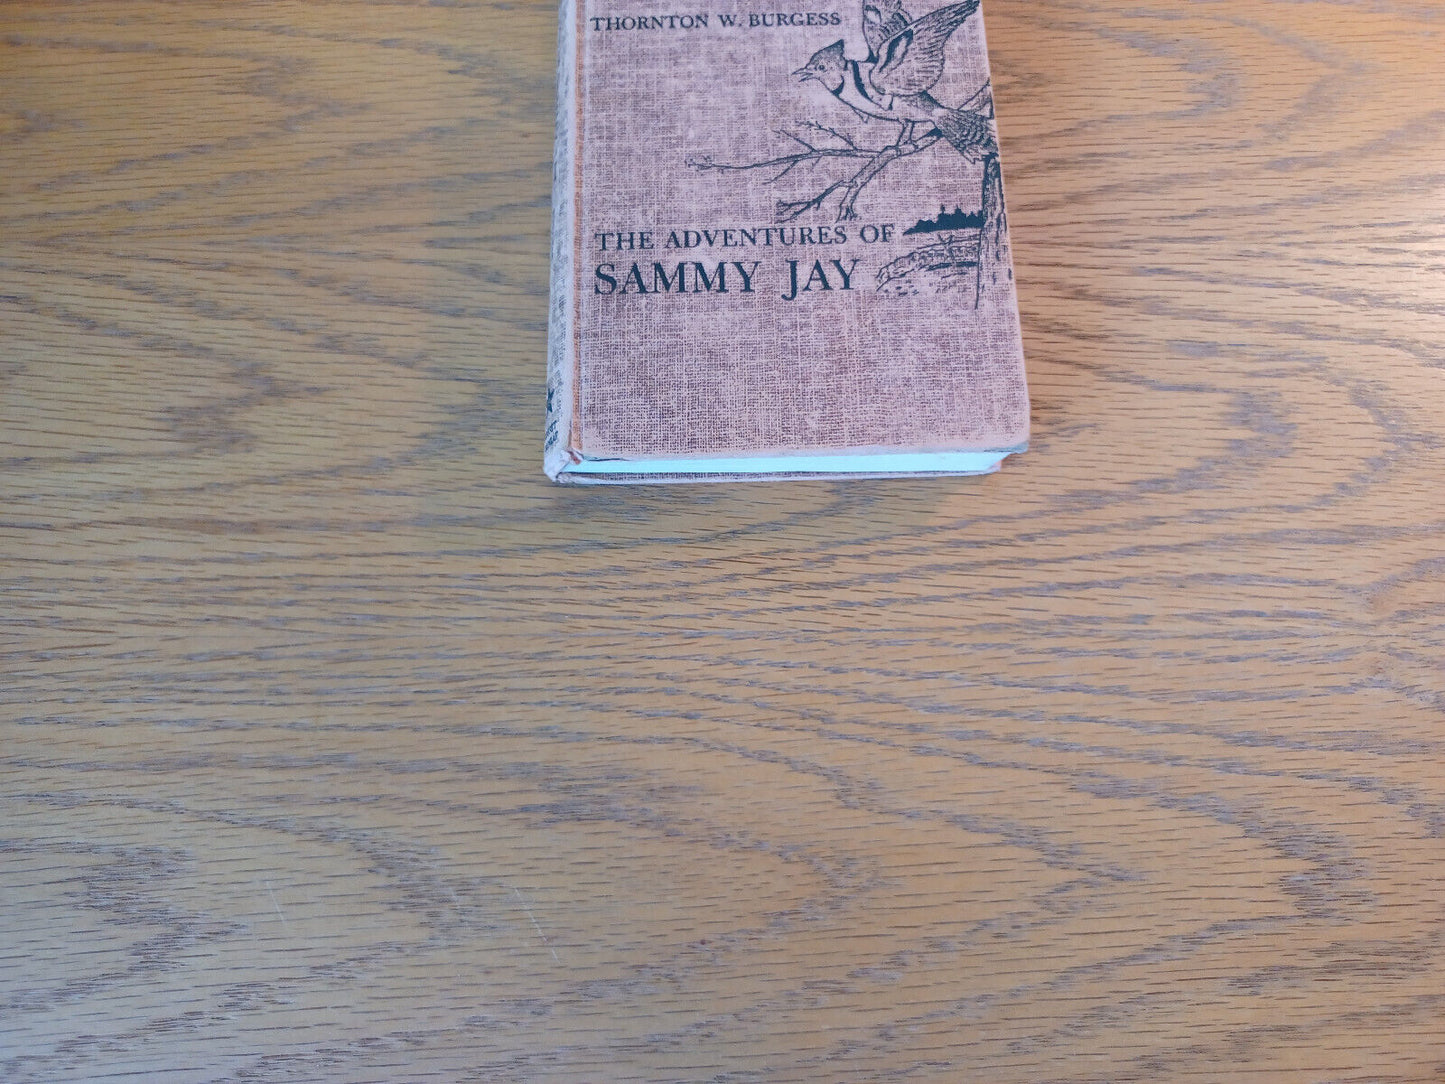 THORNTON W. BURGESS
THE ADVENTURES OF
SAMMY JAY